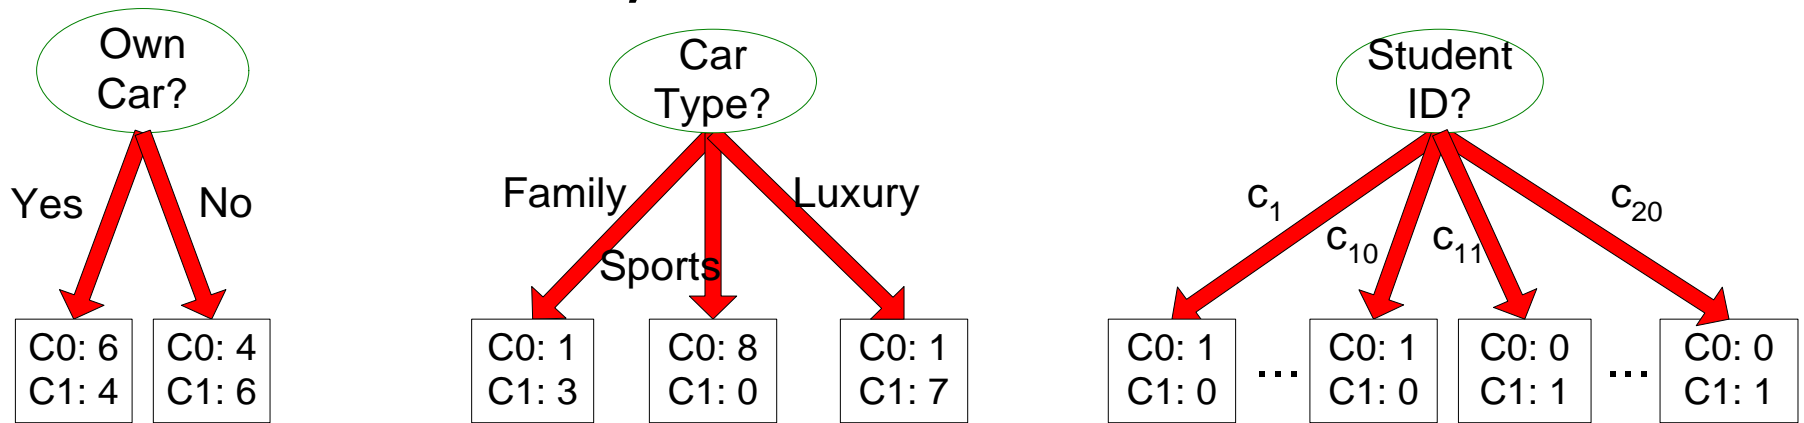 Own
Car?
Yes
No
C0: 6
C1: 4
C0: 4
C1: 6
Car
Type?
Family
Sports
Luxury
C0: 1
C1: 3
C0: 8
C1: 0
C0: 1
C1: 7
Student
ID?
c1
c10
c11
c20
C0: 1
C1: 0
...
C0: 1
C1: 0
C0: 0
C1: 1
...
C0: 0
C1: 1